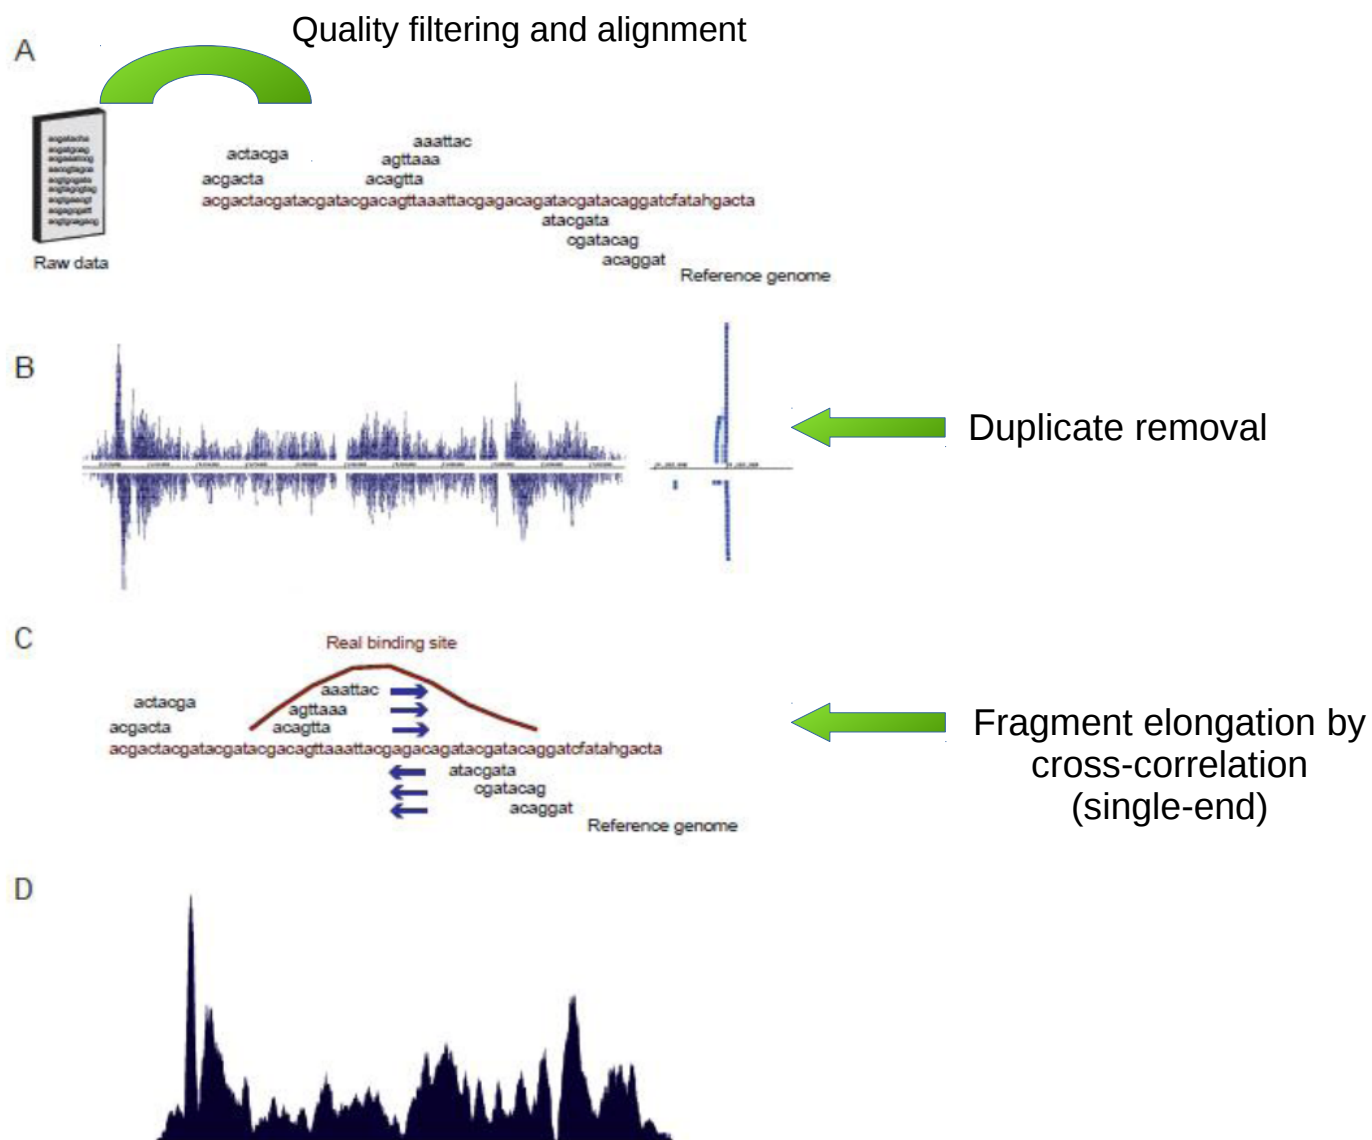 Quality filtering and alignment
A
aaattac
actacga
agttaaa
acgacta
acagtta
acgactacgatacgatacgacagttaaattacgagacagatacgatacaggatcfatahgacta
atacgata
cgatacag
acaggat
Raw data
Reference genome
B
Duplicate removal
C
Real binding site
aaattac
actacga
agttaaa
acgacta
acagtta
acgactacgatacgatacgacagttaaattacgagacagatacgatacaggatcfatahgacta
atacgata
cgatacag
acaggat
Reference genome
Fragment elongation by
cross-correlation
(single-end)
D